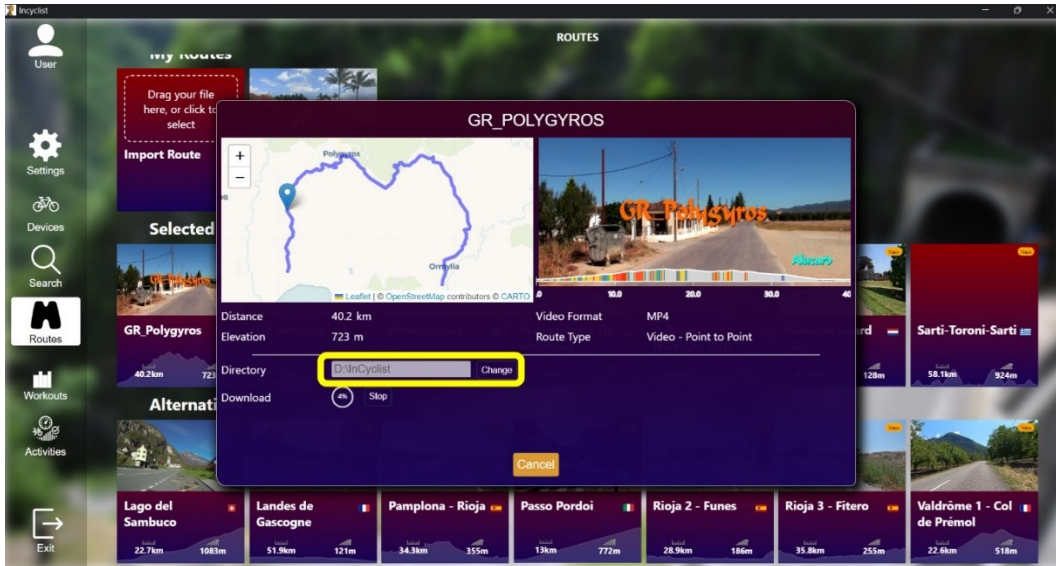 Incyclist
ROUTES
User
Settings
Devices
Search
Routes
Workouts
Activities
Exit
My Routes
Drag your file
here, or click to
select
Import Route
GR_POLYGYROS
+
−
Polygyros
Ormylia
Leaflet | © OpenStreetMap contributors © CARTO
GR Polygyros
Alvaro
.0 10.0 20.0 30.0 40
Distance 40.2 km Video Format MP4
Elevation 723 m Route Type Video - Point to Point
Directory D:\InCyclist Change
Download 4% Stop
Cancel
Selected
GR_Polygyros
40.2km 723
128m
New
Sarti-Toroni-Sarti
58.1km 924m
Alternati
Lago del
Sambuco
22.7km 1083m
Landes de
Gascogne
51.9km 121m
Pamplona - Rioja
34.3km 355m
Passo Pordoi
13km 772m
Rioja 2 - Funes
28.9km 186m
Rioja 3 - Fitero
35.8km 255m
New
Valdrôme 1 - Col
de Prémol
22.6km 518m